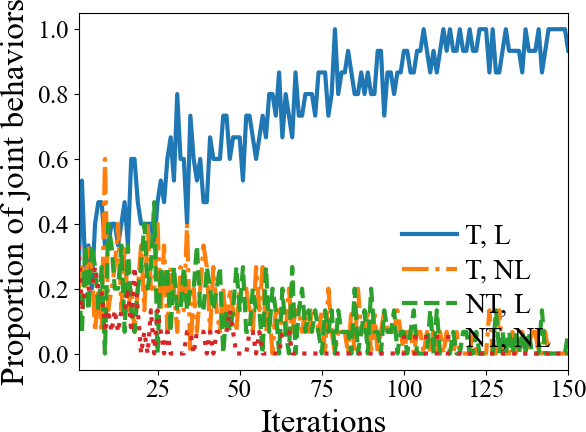 Proportion of joint behaviors
1.0
0.8
0.6
0.4
0.2
0.0
T, L
T, NL
NT, L
NT, NL
25
50
75
100
125
150
Iterations